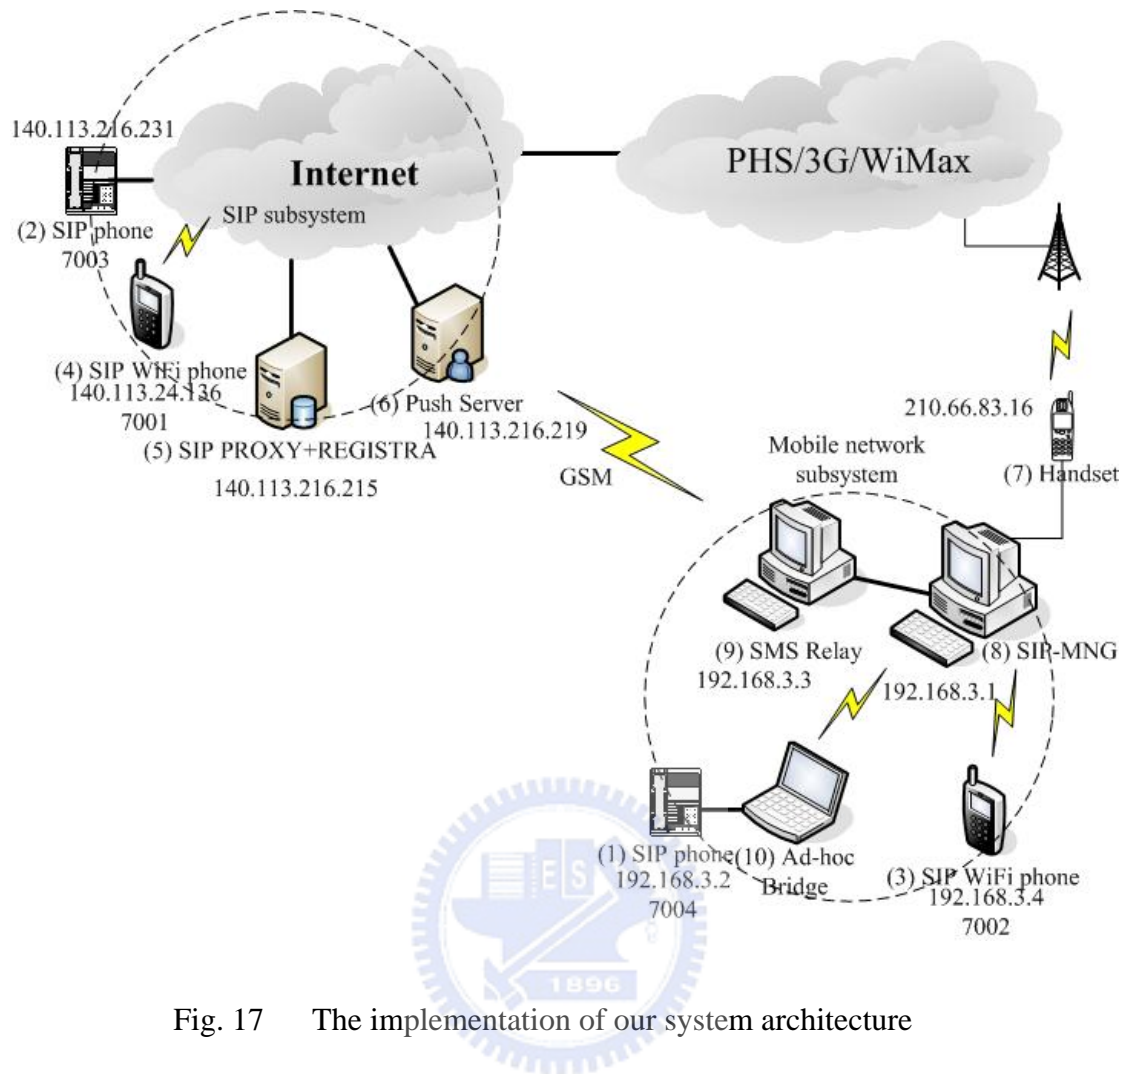 140.113.216.231
Internet
PHS/3G/WiMax
SIP subsystem
(2) SIP phone
7003
(4) SIP WiFi phone
140.113.24.136
7001
(5) SIP PROXY+REGISTRA
140.113.216.215
(6) Push Server
140.113.216.219
GSM
210.66.83.16
(7) Handset
Mobile network
subsystem
(9) SMS Relay
192.168.3.3
(8) SIP-MNG
192.168.3.1
(1) SIP phone
192.168.3.2
7004
(10) Ad-hoc
Bridge
(3) SIP WiFi phone
192.168.3.4
7002
ES
1896
Fig. 17 The implementation of our system architecture